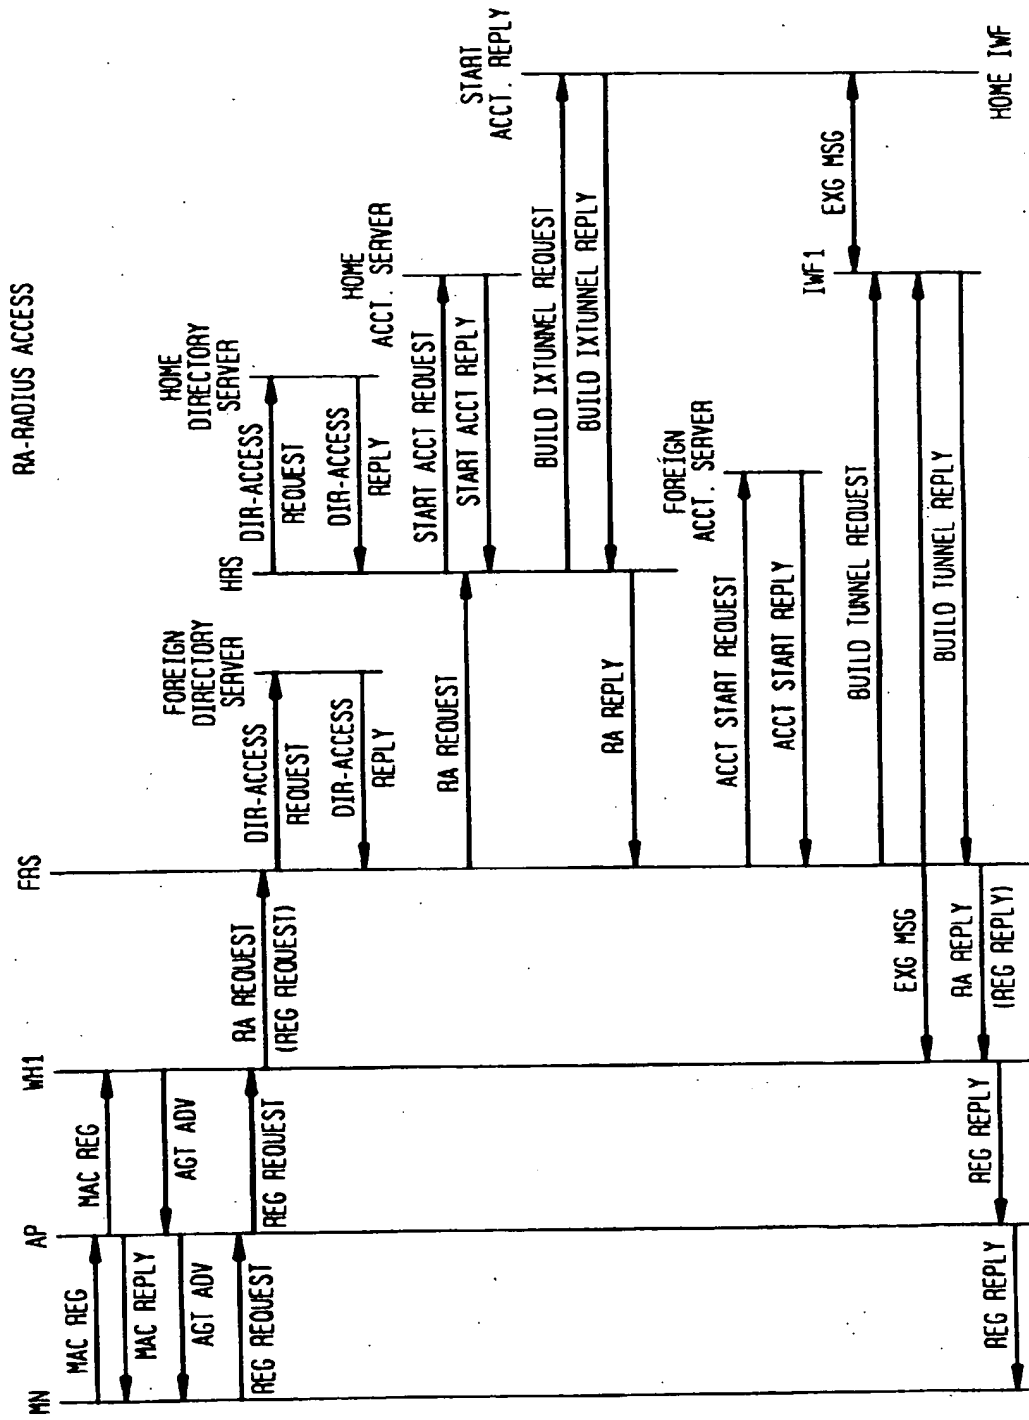 RA-RADIUS ACCESS
MN
AP
WH1
FRS
FOREIGN
DIRECTORY
SERVER
HRS
HOME
DIRECTORY
SERVER
HOME
ACCT. SERVER
START
ACCT. REPLY
MAC REG
MAC REG
MAC REPLY
AGT ADV
AGT ADV
REG REQUEST
REG REQUEST
RA REQUEST
(REG REQUEST)
DIR-ACCESS
REQUEST
DIR-ACCESS
REPLY
DIR-ACCESS
REQUEST
DIR-ACCESS
REPLY
RA REQUEST
START ACCT REQUEST
START ACCT REPLY
BUILD IXTUNNEL REQUEST
BUILD IXTUNNEL REPLY
RA REPLY
FOREIGN
ACCT. SERVER
ACCT START REQUEST
ACCT START REPLY
IWF1
EXG MSG
BUILD TUNNEL REQUEST
EXG MSG
BUILD TUNNEL REPLY
RA REPLY
(REG REPLY)
REG REPLY
REG REPLY
HOME IWF